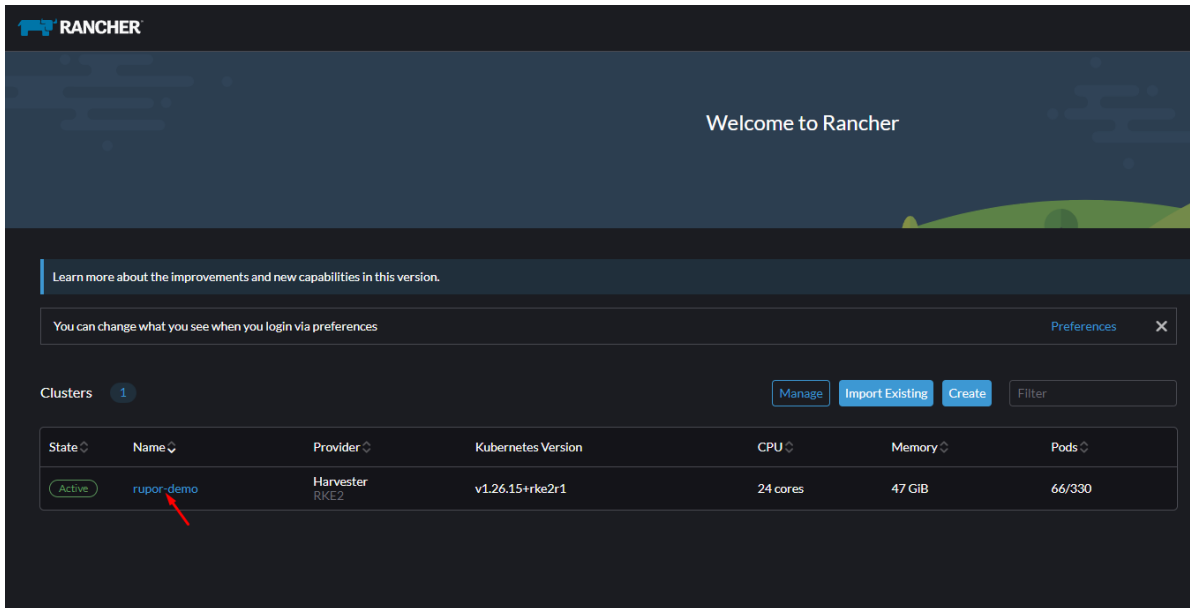 RANCHER
Welcome to Rancher
Learn more about the improvements and new capabilities in this version.
You can change what you see when you login via preferences Preferences
Clusters 1 Manage Import Existing Create Filter
State Name Provider Kubernetes Version CPU Memory Pods
Active rupor-demo Harvester v1.26.15+rke2r1 24 cores 47 GiB 66/330
RKE2